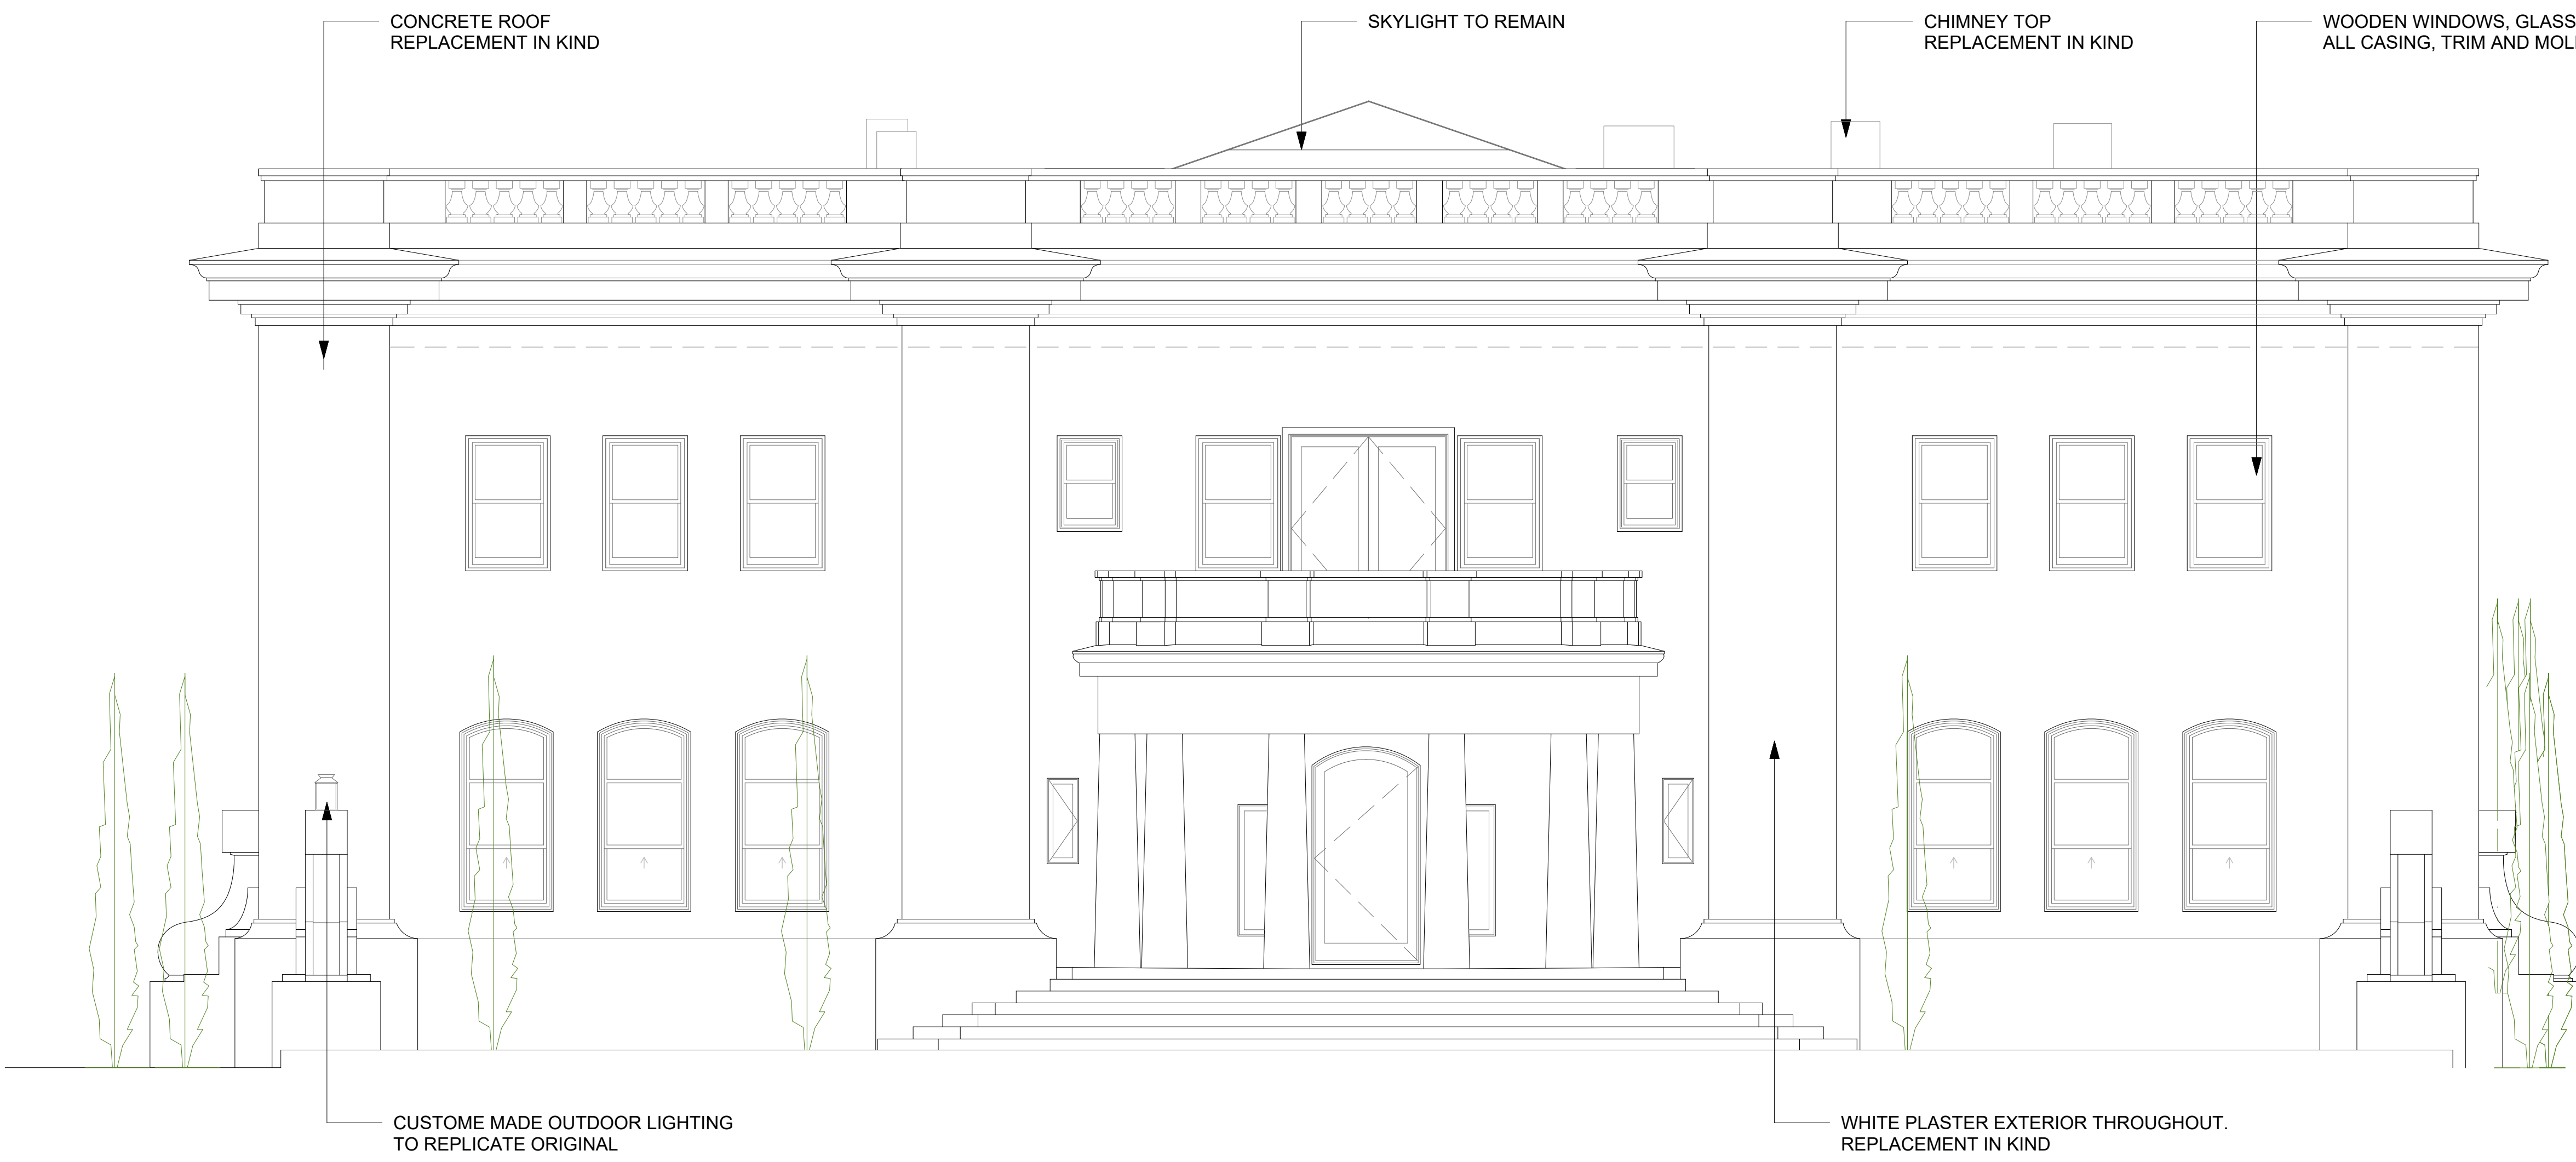 CONCRETE ROOF
REPLACEMENT IN KIND
SKYLIGHT TO REMAIN
CHIMNEY TOP
REPLACEMENT IN KIND
WOODEN WINDOWS, GLASS
ALL CASING, TRIM AND
CUSTOME MADE OUTDOOR LIGHTING
TO REPLICATE ORIGINAL
WHITE PLASTER EXTERIOR THROUGHOUT.
REPLACEMENT IN KIND